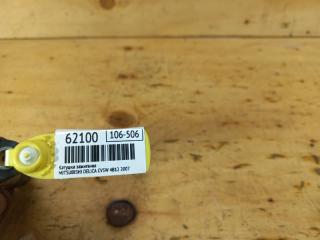 62100 106-506
Катушка зажигания
MITSUBISHI DELICA CV5W 4B12 2007